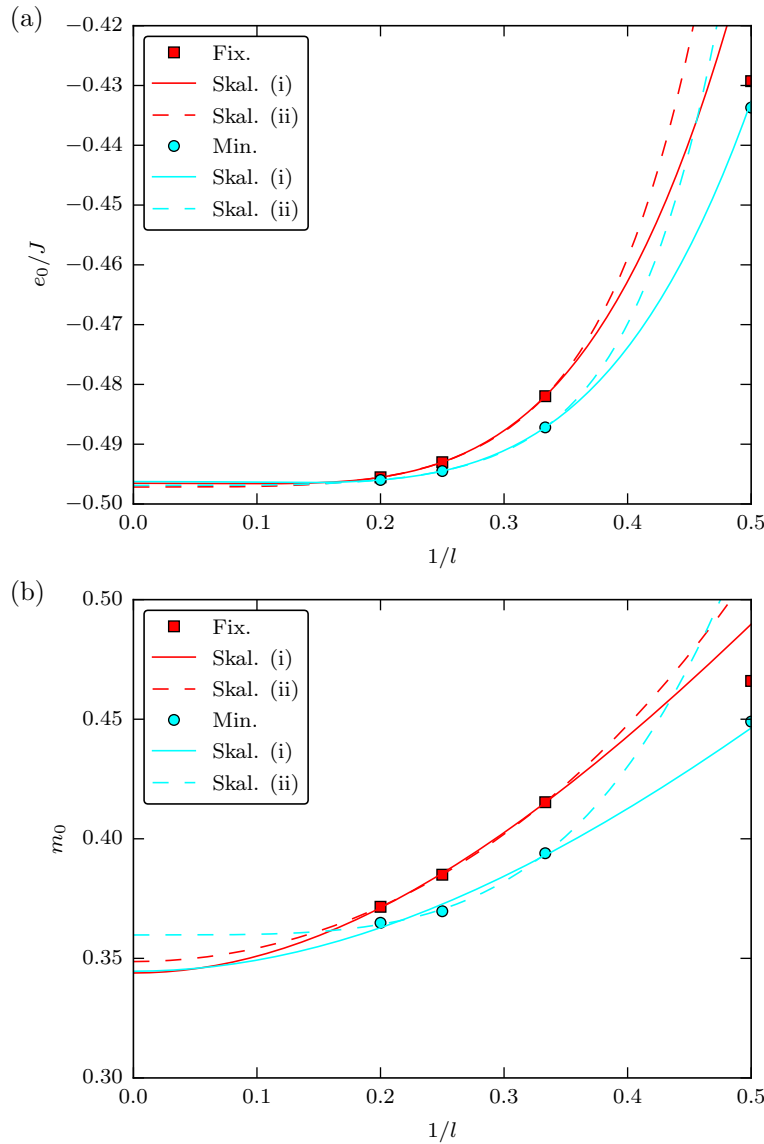 (a)
−0.42
−0.43
−0.44
−0.45
−0.46
−0.47
−0.48
−0.49
−0.50
e₀/J
Fix.
Skal. (i)
Skal. (ii)
Min.
Skal. (i)
Skal. (ii)
0.0 0.1 0.2 0.3 0.4 0.5
1/l
(b)
0.50
0.45
0.40
0.35
0.30
m₀
Fix.
Skal. (i)
Skal. (ii)
Min.
Skal. (i)
Skal. (ii)
0.0 0.1 0.2 0.3 0.4 0.5
1/l